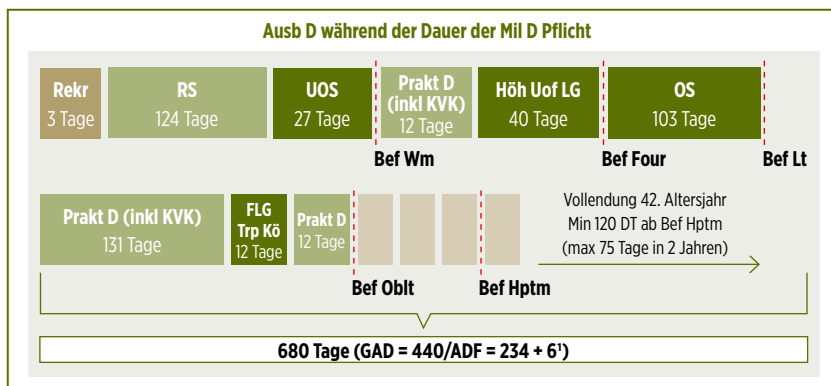 Ausb D während der Dauer der Mil D Pflicht
Rekr
3 Tage
RS
124 Tage
UOS
27 Tage
Prakt D
(inkl KVK)
12 Tage
Höh Uof LG
40 Tage
OS
103 Tage
Bef Wm
Bef Four
Bef Lt
Prakt D (inkl KVK)
131 Tage
FLG
Trp Kö
12 Tage
Prakt D
12 Tage
Vollendung 42. Altersjahr
Min 120 DT ab Bef Hptm
(max 75 Tage in 2 Jahren)
Bef Oblt
Bef Hptm
680 Tage (GAD = 440/ADF = 234 + 6¹)